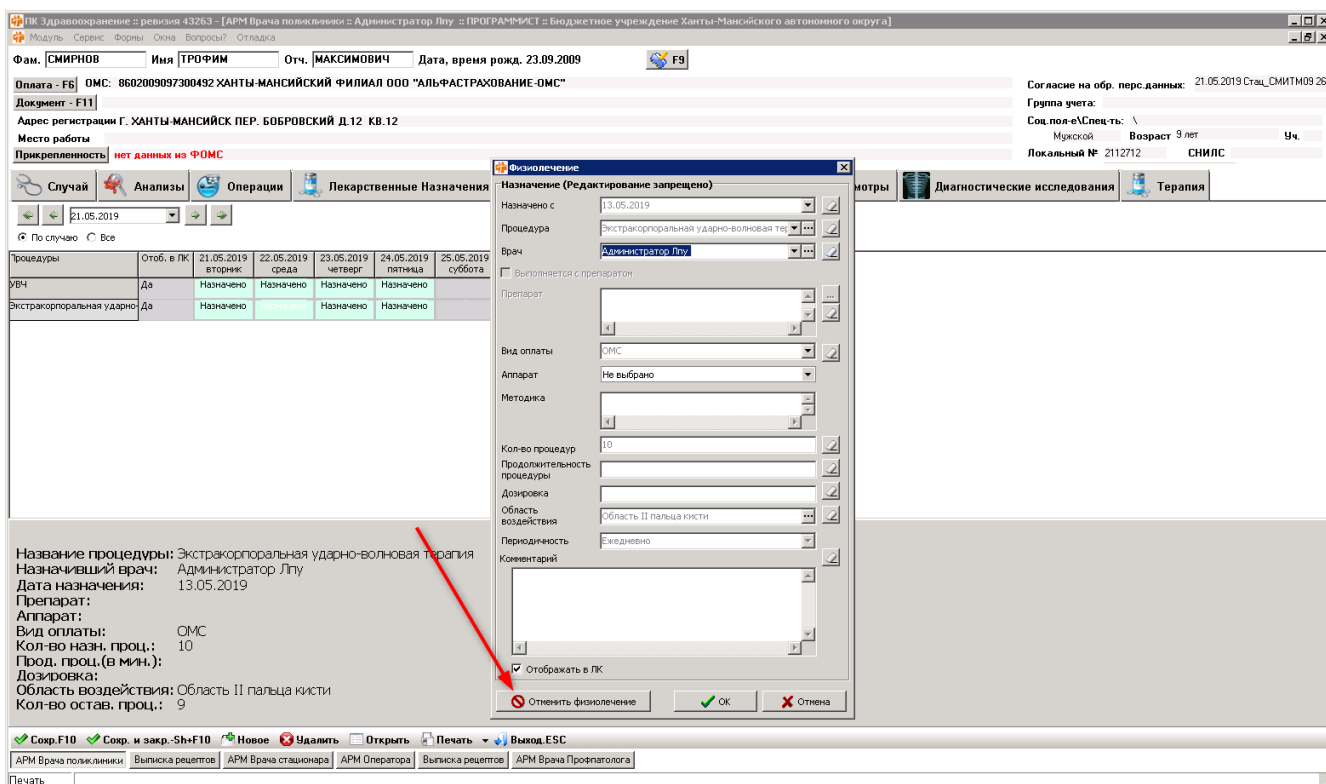 ПК Здравоохранение :: ревизия 43263 - [АРМ Врача поликлиники :: Администратор Лпу :: ПРОГРАММИСТ :: Бюджетное учреждение Ханты-Мансийского автономного округа]
Модуль Сервис Формы Окна Вопросы? Отладка
Фам. СМИРНОВ Имя ТРОФИМ Отч. МАКСИМОВИЧ Дата, время рожд. 23.09.2009 F9
Оплата - F6 ОМС: 8602009097300492 ХАНТЫ-МАНСИЙСКИЙ ФИЛИАЛ ООО "АЛЬФАСТРАХОВАНИЕ-ОМС" Согласие на обр. перс.данных: 21.05.2019 Стац_СМИТМ09 26
Документ - F11 Группа учета:
Адрес регистрации Г. ХАНТЫ-МАНСИЙСК ПЕР. БОБРОВСКИЙ Д.12 КВ.12 Соц.пол-е\Спец-ть: \
Место работы Мужской Возраст 9 лет Уч.
Прикрепленность нет данных из ФОМС Локальный № 2112712 СНИЛС
Случай Анализы Операции Лекарственные Назначения мотры Диагностические исследования Терапия
21.05.2019
По случаю Все
Процедуры Отоб. в ЛК 21.05.2019 вторник 22.05.2019 среда 23.05.2019 четверг 24.05.2019 пятница 25.05.2019 суббота
УВЧ Да Назначено Назначено Назначено Назначено
Экстракорпоральная ударно- Да Назначено Назначено Назначено Назначено
Физиолечение
Назначение (Редактирование запрещено)
Назначено с 13.05.2019
Процедура Экстракорпоральная ударно-волновая тер
Врач Администратор Лпу
Выполняется с препаратом
Препарат
Вид оплаты ОМС
Аппарат Не выбрано
Методика
Кол-во процедур 10
Продолжительность
процедуры
Дозировка
Область
воздействия Область II пальца кисти
Периодичность Ежедневно
Комментарий
Отображать в ЛК
Отменить физиолечение ОК Отмена
Название процедуры: Экстракорпоральная ударно-волновая терапия
Назначивший врач: Администратор Лпу
Дата назначения: 13.05.2019
Препарат:
Аппарат:
Вид оплаты: ОМС
Кол-во назн. проц.: 10
Прод. проц.(в мин.):
Дозировка:
Область воздействия: Область II пальца кисти
Кол-во остав. проц.: 9
Сохр.F10 Сохр. и закр.-Sh+F10 Новое Удалить Открыть Печать Выход.ESC
АРМ Врача поликлиники Выписка рецептов АРМ Врача стационара АРМ Оператора Выписка рецептов АРМ Врача Профпатолога
Печать